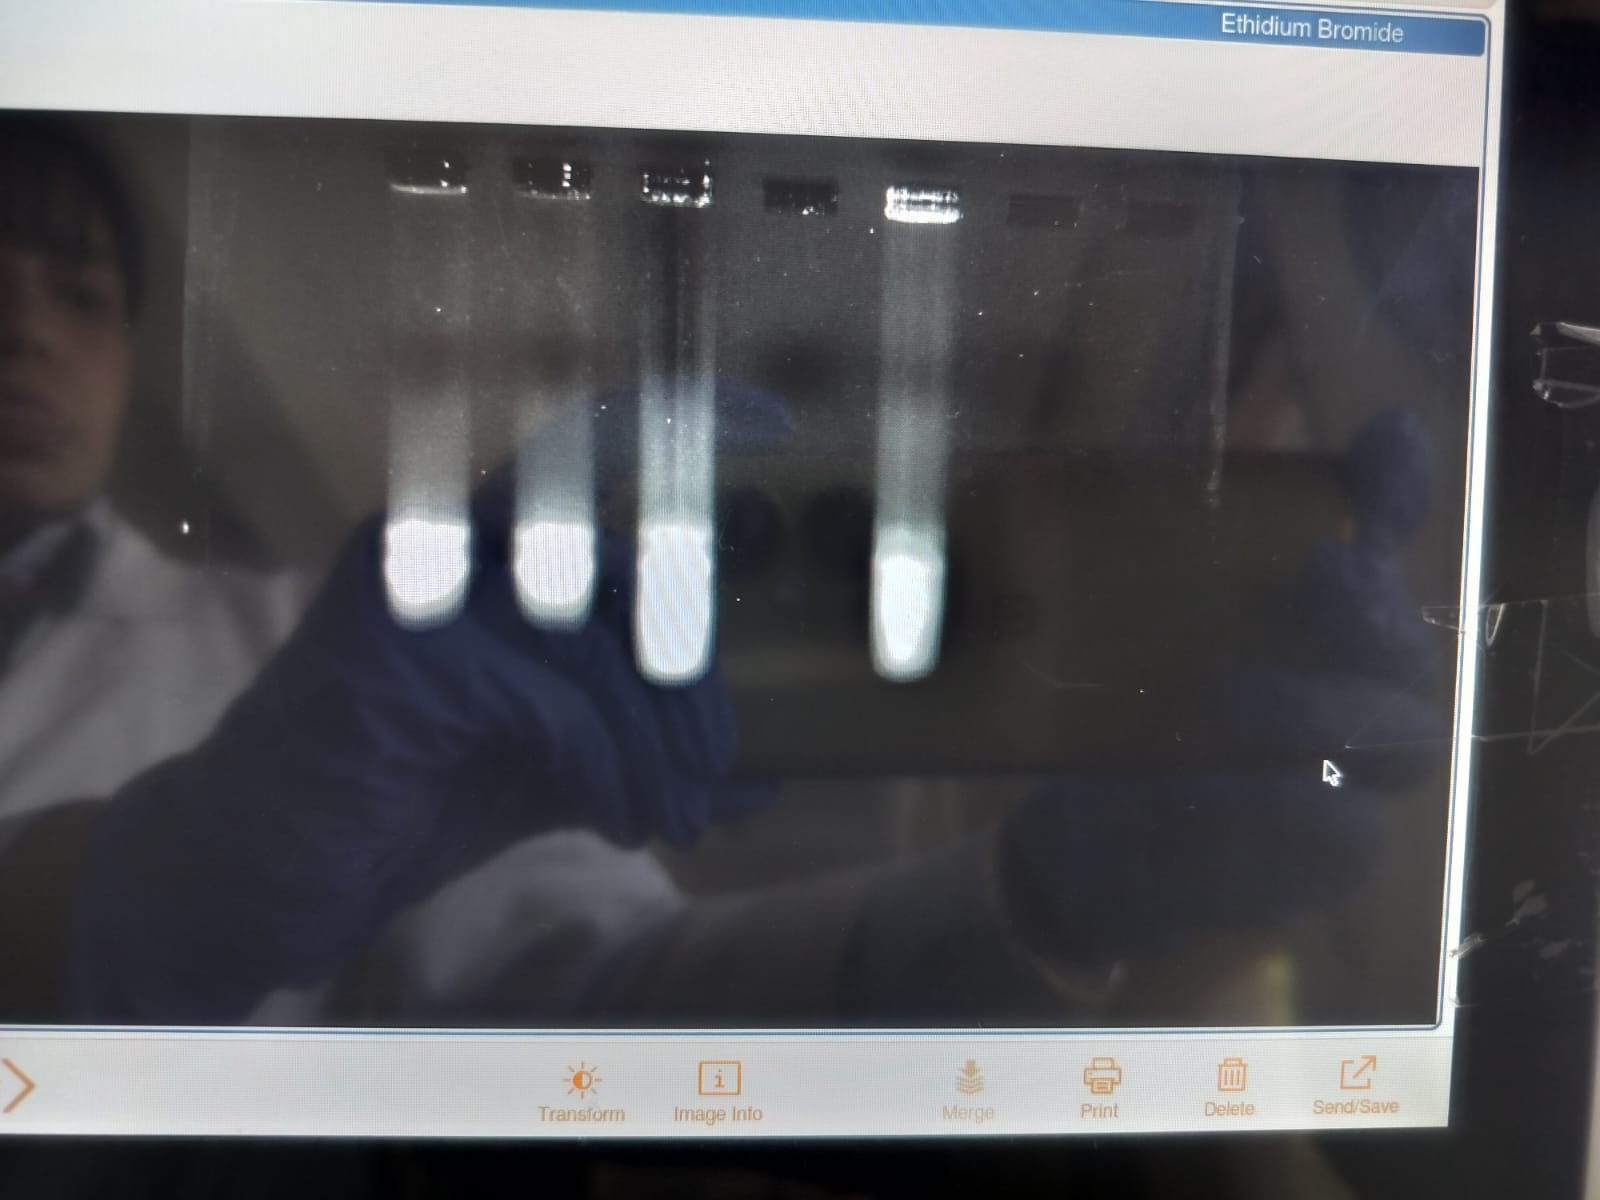 Ethidium Bromide
Transform
Image Info
Merge
Print
Delete
Send/Save